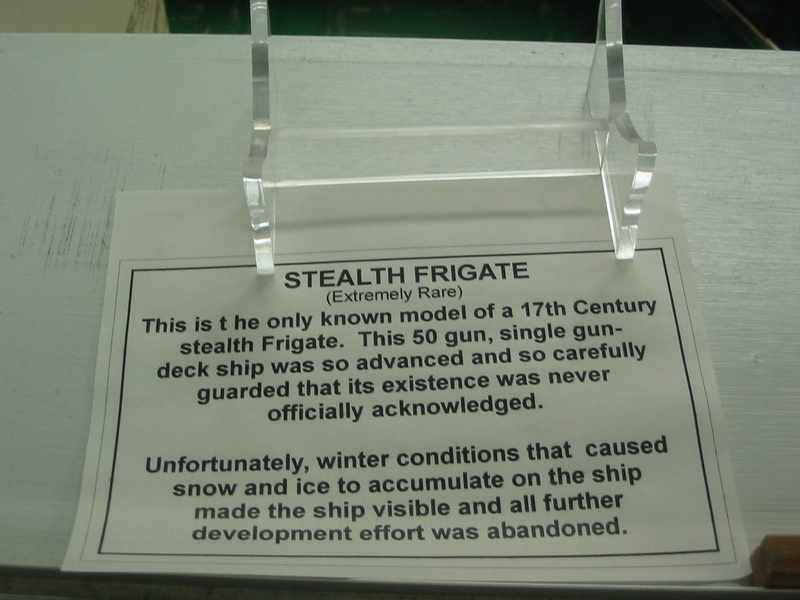 STEALTH FRIGATE
(Extremely Rare)
This is t he only known model of a 17th Century
stealth Frigate. This 50 gun, single gun-
deck ship was so advanced and so carefully
guarded that its existence was never
officially acknowledged.
Unfortunately, winter conditions that caused
snow and ice to accumulate on the ship
made the ship visible and all further
development effort was abandoned.